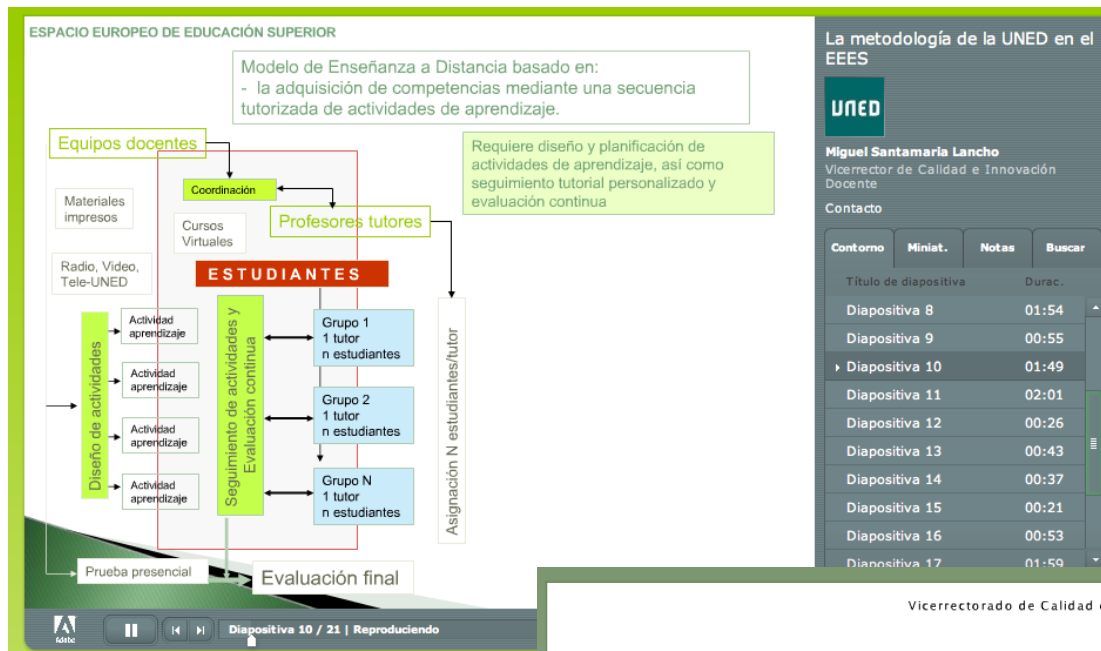 ESPACIO EUROPEO DE EDUCACIÓN SUPERIOR
Modelo de Enseñanza a Distancia basado en:
- la adquisición de competencias mediante una secuencia
tutorizada de actividades de aprendizaje.
Equipos docentes
Requiere diseño y planificación de
actividades de aprendizaje, así como
seguimiento tutorial personalizado y
evaluación continua
Coordinación
Materiales
impresos
Cursos
Virtuales
Profesores tutores
Radio, Video,
Tele-UNED
ESTUDIANTES
Diseño de actividades
Actividad
aprendizaje
Actividad
aprendizaje
Actividad
aprendizaje
Actividad
aprendizaje
Seguimiento de actividades y
Evaluación continua
Grupo 1
1 tutor
n estudiantes
Grupo 2
1 tutor
n estudiantes
Grupo N
1 tutor
n estudiantes
Asignación N estudiantes/tutor
Prueba presencial
Evaluación final
Adobe
Diapositiva 10 / 21 | Reproduciendo
La metodología de la UNED en el
EEES
UNED
Miguel Santamaria Lancho
Vicerrector de Calidad e Innovación
Docente
Contacto
Contorno Miniat. Notas Buscar
Título de diapositiva Durac.
Diapositiva 8 01:54
Diapositiva 9 00:55
Diapositiva 10 01:49
Diapositiva 11 02:01
Diapositiva 12 00:26
Diapositiva 13 00:43
Diapositiva 14 00:37
Diapositiva 15 00:21
Diapositiva 16 00:53
Diapositiva 17 01:59
Vicerrectorado de Calidad